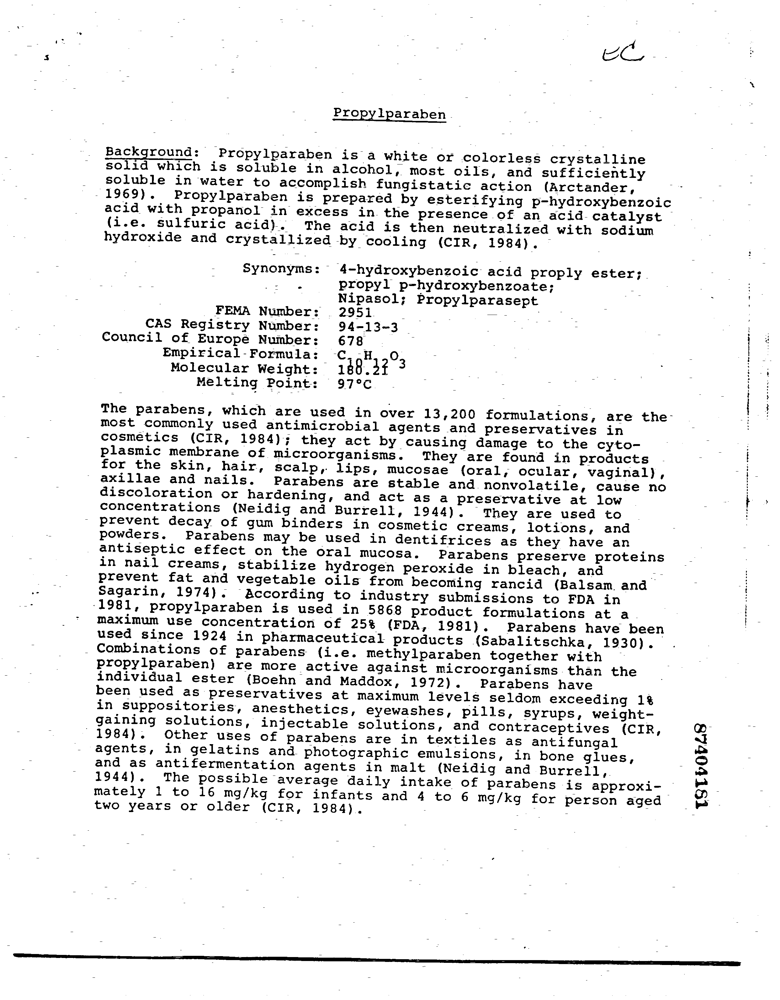 EC
Propylparaben
Background: Propylparaben is a white or colorless crystalline
solid which is soluble in alcohol, most oils, and sufficiently
soluble in water to accomplish fungistatic action (Arctander,
1969). Propylparaben is prepared by esterifying p-hydroxybenzoic
acid with propanol in excess in the presence of an acid catalyst
(i.e. sulfuric acid). The acid is then neutralized with sodium
hydroxide and crystallized by cooling (CIR, 1984).
Synonyms: 4-hydroxybenzoic acid proply ester;
propyl p-hydroxybenzoate;
Nipasol; Propylparasept
FEMA Number: 2951
CAS Registry Number: 94-13-3
Council of Europe Number: 678
Empirical Formula: C10H12O3
Molecular Weight: 180.21
Melting Point: 97°C
The parabens, which are used in over 13,200 formulations, are the
most commonly used antimicrobial agents and preservatives in
cosmetics (CIR, 1984); they act by causing damage to the cyto-
plasmic membrane of microorganisms. They are found in products
for the skin, hair, scalp, lips, mucosae (oral, ocular, vaginal),
axillae and nails. Parabens are stable and nonvolatile, cause no
discoloration or hardening, and act as a preservative at low
concentrations (Neidig and Burrell, 1944). They are used to
prevent decay of gum binders in cosmetic creams, lotions, and
powders. Parabens may be used in dentifrices as they have an
antiseptic effect on the oral mucosa. Parabens preserve proteins
in nail creams, stabilize hydrogen peroxide in bleach, and
prevent fat and vegetable oils from becoming rancid (Balsam and
Sagarin, 1974). According to industry submissions to FDA in
1981, propylparaben is used in 5868 product formulations at a
maximum use concentration of 25% (FDA, 1981). Parabens have been
used since 1924 in pharmaceutical products (Sabalitschka, 1930).
Combinations of parabens (i.e. methylparaben together with
propylparaben) are more active against microorganisms than the
individual ester (Boehn and Maddox, 1972). Parabens have
been used as preservatives at maximum levels seldom exceeding 1%
in suppositories, anesthetics, eyewashes, pills, syrups, weight-
gaining solutions, injectable solutions, and contraceptives (CIR,
1984). Other uses of parabens are in textiles as antifungal
agents, in gelatins and photographic emulsions, in bone glues,
and as antifermentation agents in malt (Neidig and Burrell,
1944). The possible average daily intake of parabens is approxi-
mately 1 to 16 mg/kg for infants and 4 to 6 mg/kg for person aged
two years or older (CIR, 1984).
87404181